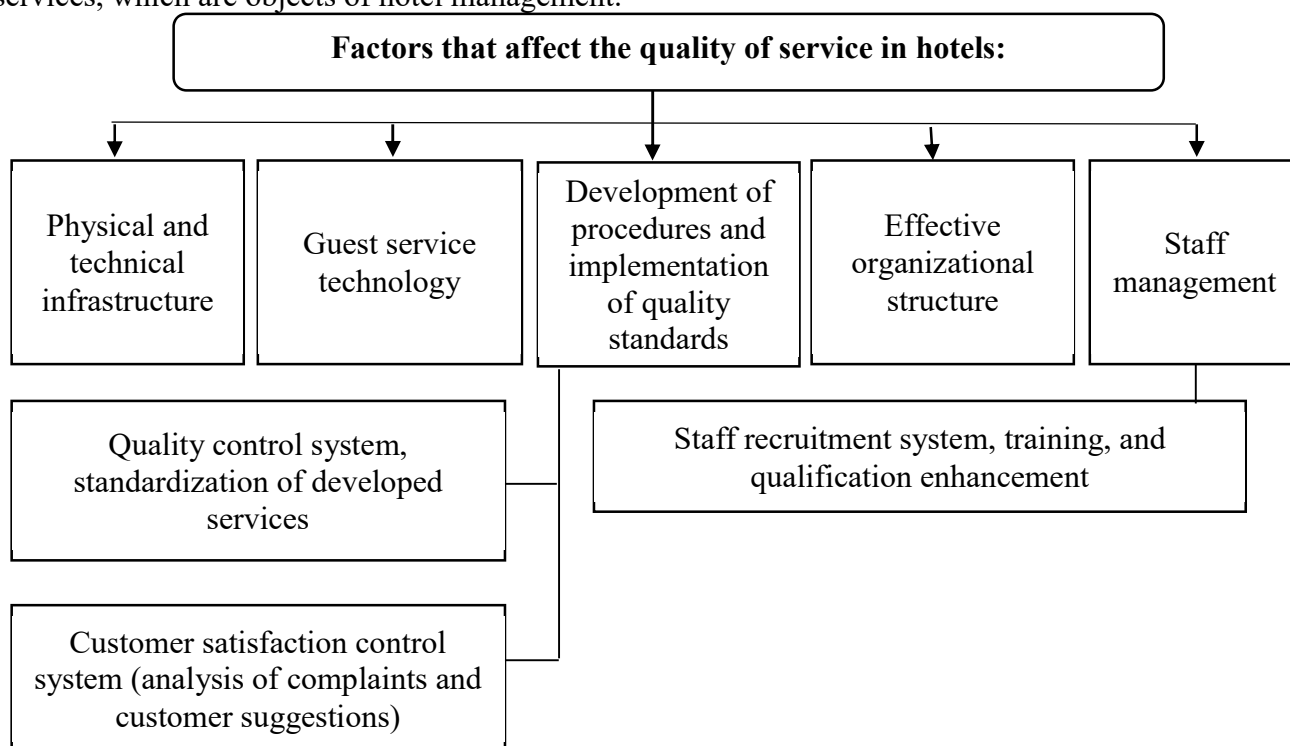 services, which are objects of hotel management.
Factors that affect the quality of service in hotels:
Physical and
technical
infrastructure
Guest service
technology
Development of
procedures and
implementation
of quality
standards
Effective
organizational
structure
Staff
management
Quality control system,
standardization of developed
services
Staff recruitment system, training, and
qualification enhancement
Customer satisfaction control
system (analysis of complaints and
customer suggestions)